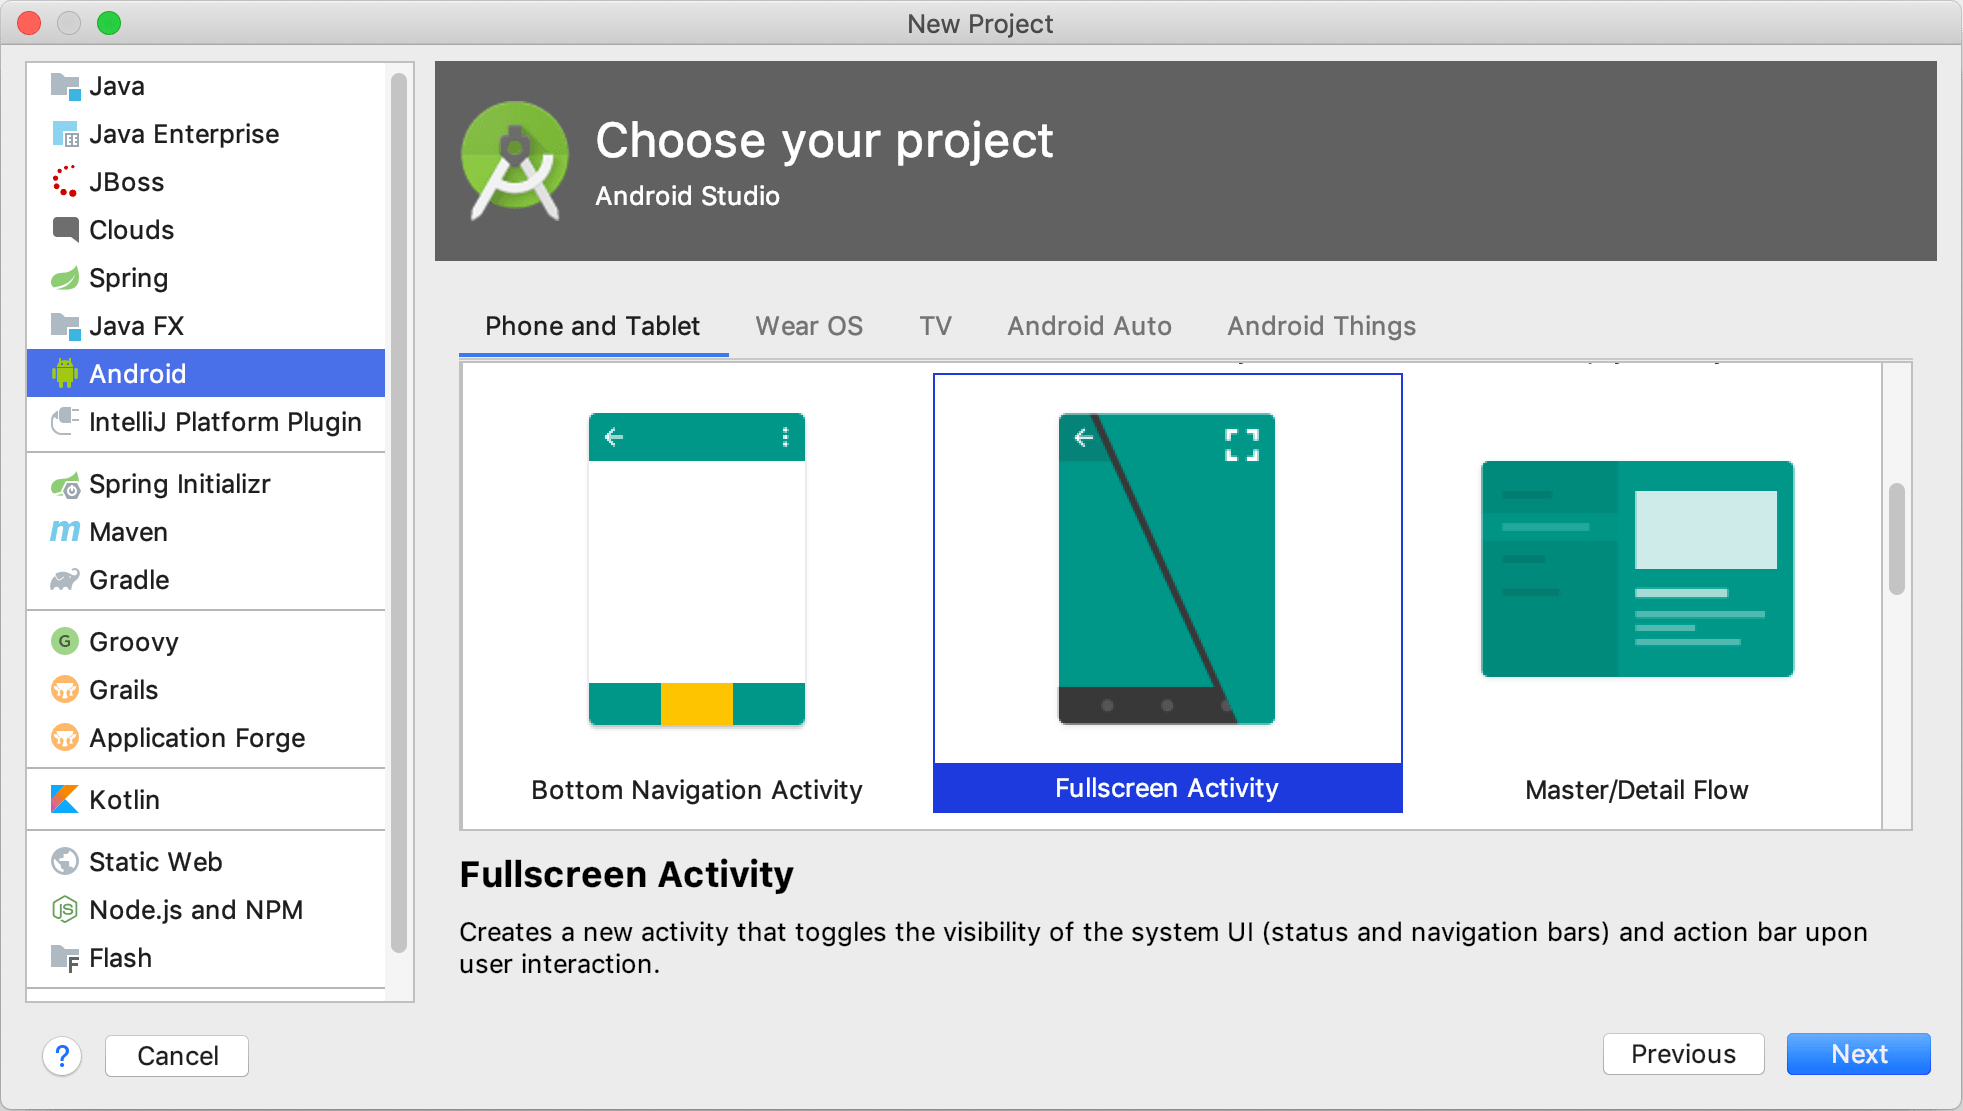 New Project
Java
Java Enterprise
JBoss
Clouds
Spring
Java FX
Android
IntelliJ Platform Plugin
Spring Initializr
Maven
Gradle
G Groovy
Grails
Application Forge
Kotlin
Static Web
Node.js and NPM
Flash
Choose your project
Android Studio
Phone and Tablet Wear OS TV Android Auto Android Things
Bottom Navigation Activity Fullscreen Activity Master/Detail Flow
Fullscreen Activity
Creates a new activity that toggles the visibility of the system UI (status and navigation bars) and action bar upon
user interaction.
? Cancel Previous Next